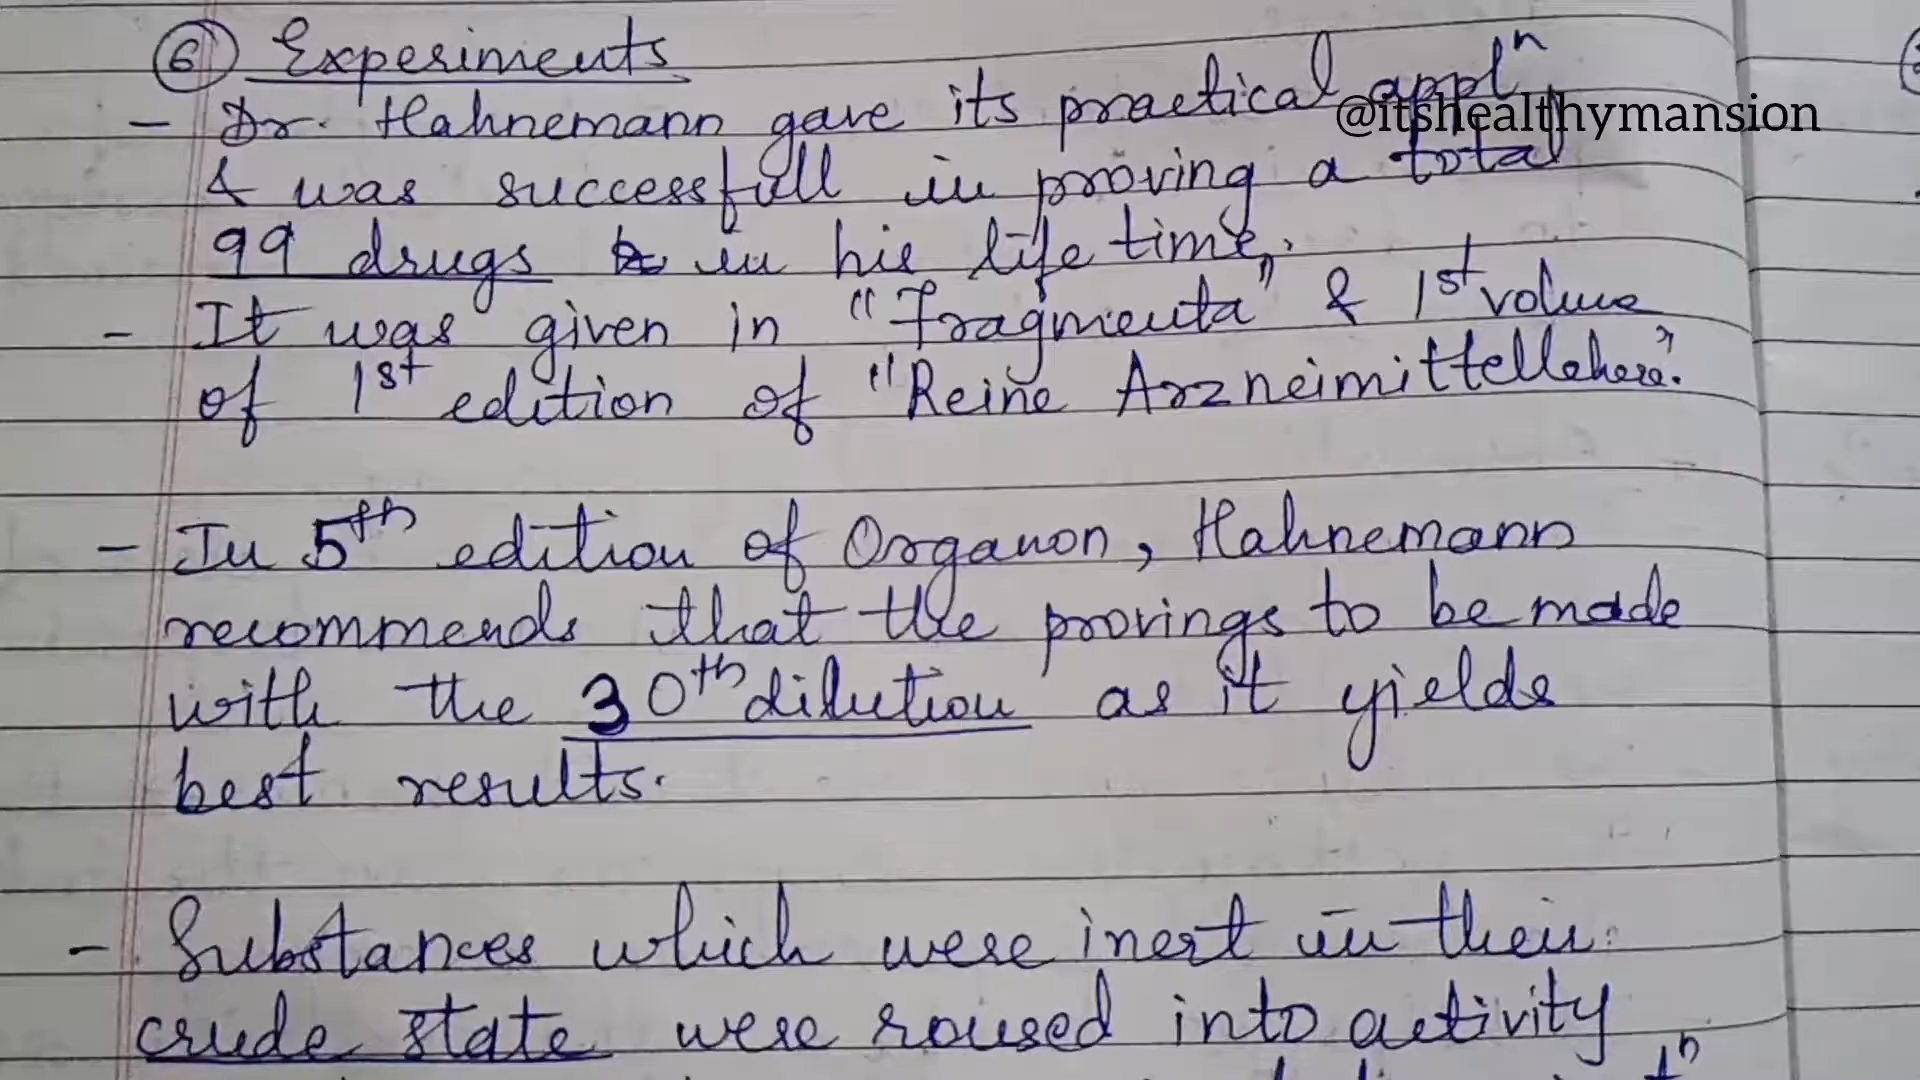 6 Experiments
- Dr. Hahnemann gave its practical appln
@itshealthymansion
& was successfull in proving a total
99 drugs in his life time.
- It was given in "Fragmenta" & 1st volume
of 1st edition of "Reine Arzneimittellehere".
- In 5th edition of Organon, Hahnemann
recommends that the provings to be made
with the 30th dilution as it yields
best results.
- Substances which were inert in their
crude state were roused into activity